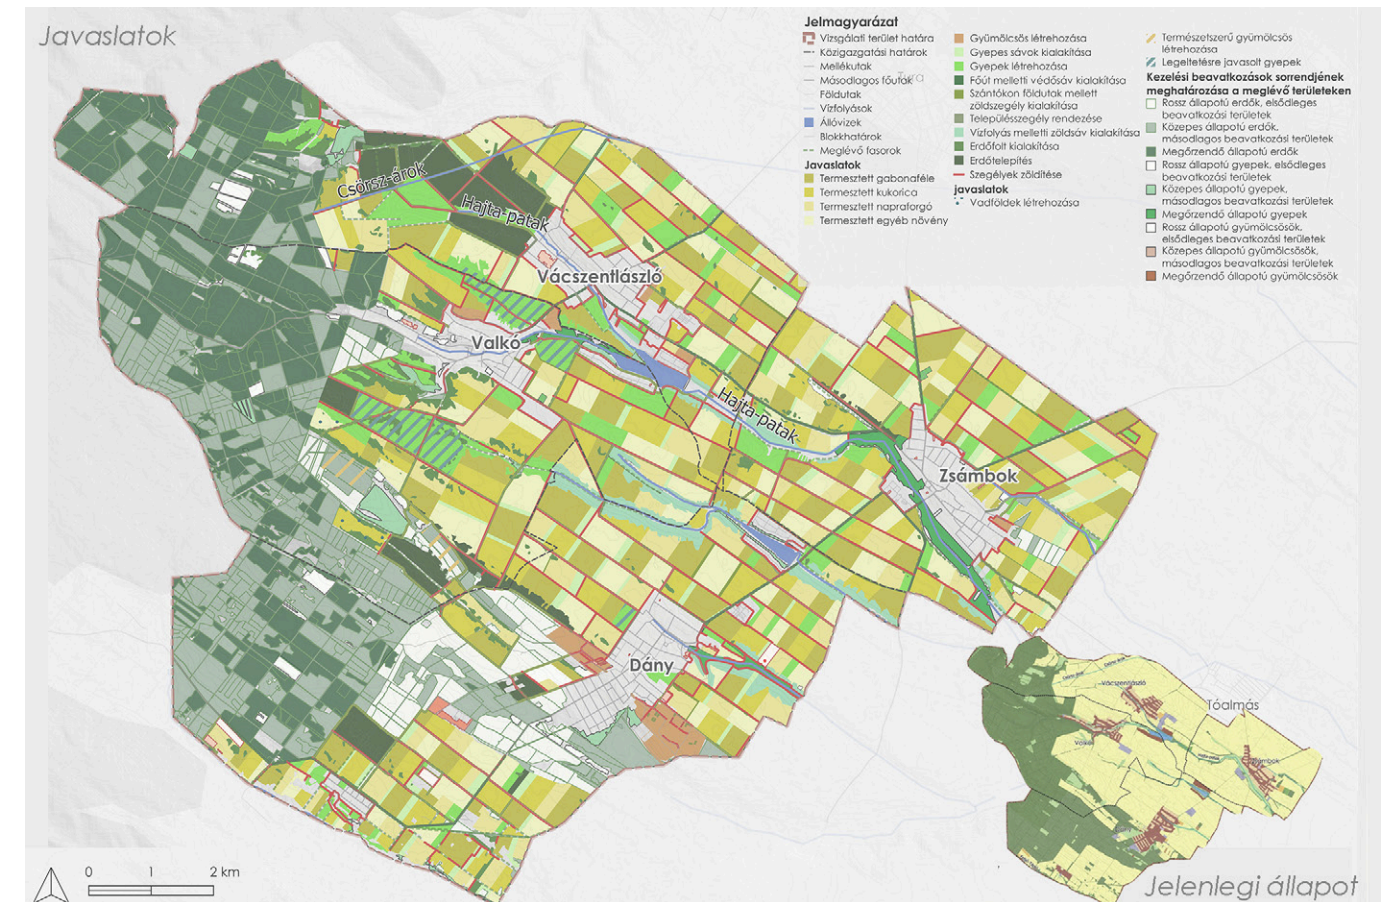 Javaslatok
Jelmagyarázat
Vizsgálati terület határa
Közigazgatási határok
Mellékutak
Másodlagos főutak
Földutak
Vízfolyások
Állóvizek
Blokkhatárok
Meglévő fasorok
Javaslatok
Termesztett gabonaféle
Termesztett kukorica
Termesztett napraforgó
Termesztett egyéb növény
Gyümölcsös létrehozása
Gyepes sávok kialakítása
Gyepek létrehozása
Főút melletti védősáv kialakítása
Szántókon földutak mellett
zöldszegély kialakítása
Településszegély rendezése
Vízfolyás melletti zöldsáv kialakítása
Erdőfolt kialakítása
Erdőtelepítés
Szegélyek zöldítése
javaslatok
Vadföldek létrehozása
Természetszerű gyümölcsös
létrehozása
Legeltetésre javasolt gyepek
Kezelési beavatkozások sorrendjének
meghatározása a meglévő területeken
Rossz állapotú erdők, elsődleges
beavatkozási területek
Közepes állapotú erdők,
másodlagos beavatkozási területek
Megőrzendő állapotú erdők
Rossz állapotú gyepek, elsődleges
beavatkozási területek
Közepes állapotú gyepek,
másodlagos beavatkozási területek
Megőrzendő állapotú gyepek
Rossz állapotú gyümölcsösök,
elsődleges beavatkozási területek
Közepes állapotú gyümölcsösök,
másodlagos beavatkozási területek
Megőrzendő állapotú gyümölcsösök
Csörsz-árok
Hajta-patak
Vácszentlászló
Valkó
Hajta-patak
Zsámbok
Dány
Vácszentlászló
Tóalmás
Valkó
Zsámbok
0 1 2 km
Jelenlegi állapot